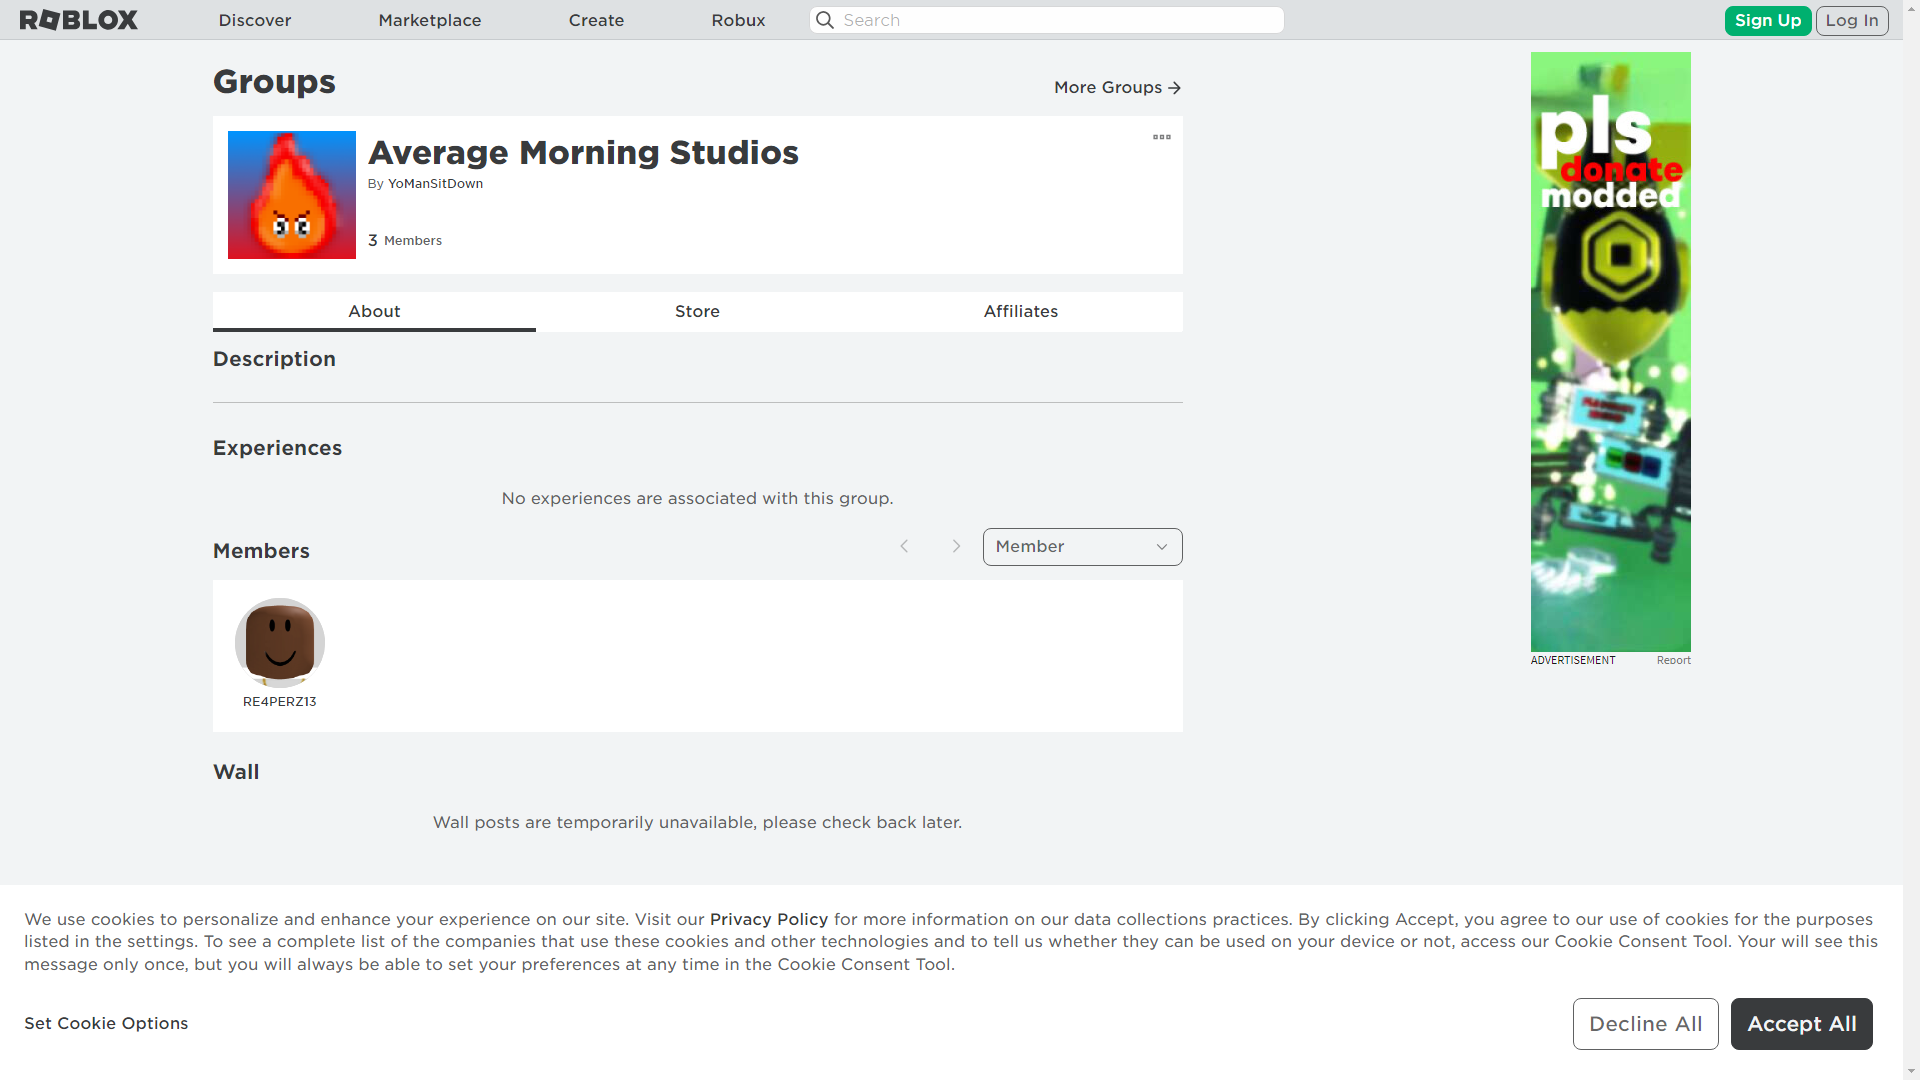 ROBLOX
Discover
Marketplace
Create
Robux
Search
Sign Up
Log In
Groups
More Groups
Average Morning Studios
By YoManSitDown
3 Members
About
Store
Affiliates
Description
Experiences
No experiences are associated with this group.
Members
Member
RE4PERZ13
Wall
Wall posts are temporarily unavailable, please check back later.
pls
donate
modded
ADVERTISEMENT
Report
We use cookies to personalize and enhance your experience on our site. Visit our Privacy Policy for more information on our data collections practices. By clicking Accept, you agree to our use of cookies for the purposes
listed in the settings. To see a complete list of the companies that use these cookies and other technologies and to tell us whether they can be used on your device or not, access our Cookie Consent Tool. Your will see this
message only once, but you will always be able to set your preferences at any time in the Cookie Consent Tool.
Set Cookie Options
Decline All
Accept All